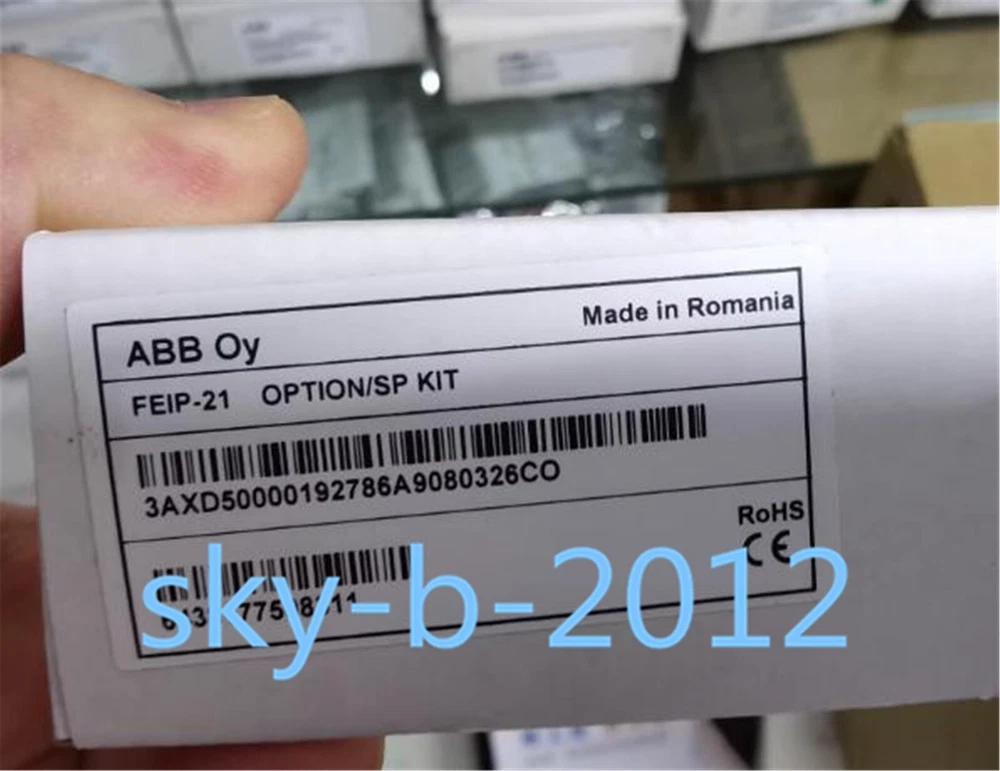 ABB Oy
Made in Romania
FEIP-21 OPTION/SP KIT
3AXD50000192786A9080326CO
RoHS
CE
sky-b-2012